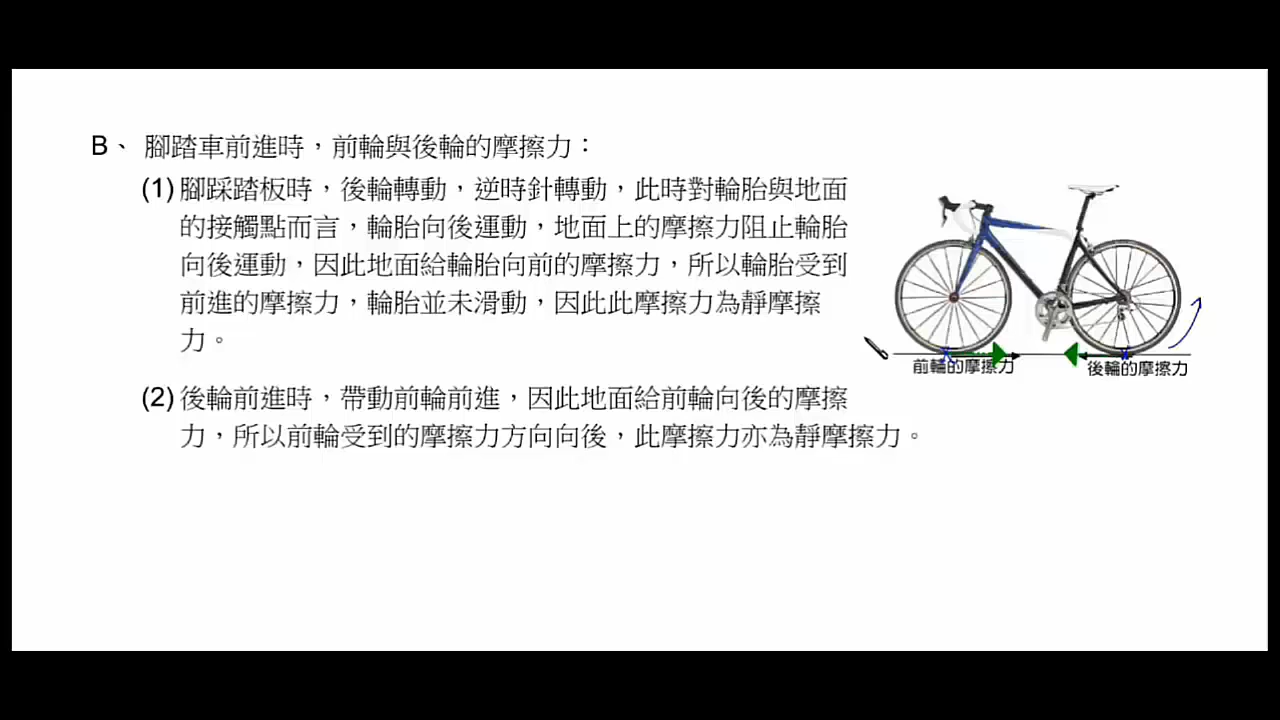 B、 腳踏車前進時，前輪與後輪的摩擦力：
(1) 腳踩踏板時，後輪轉動，逆時針轉動，此時對輪胎與地面
的接觸點而言，輪胎向後運動，地面上的摩擦力阻止輪胎
向後運動，因此地面給輪胎向前的摩擦力，所以輪胎受到
前進的摩擦力，輪胎並未滑動，因此此摩擦力為靜摩擦
力。
(2) 後輪前進時，帶動前輪前進，因此地面給前輪向後的摩擦
力，所以前輪受到的摩擦力方向向後，此摩擦力亦為靜摩擦力。
前輪的摩擦力
後輪的摩擦力